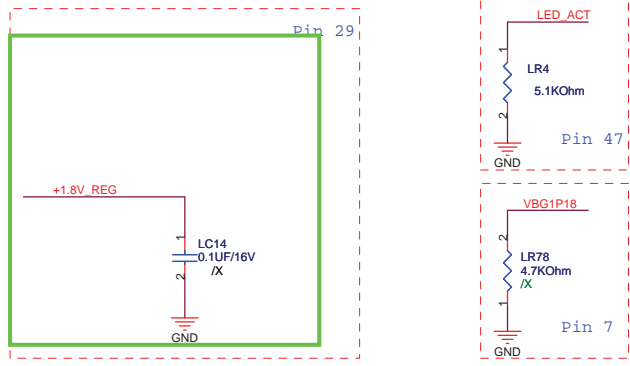 Pin 29
+1.8V_REG
1
LC14
0.1UF/16V
/X
2
GND
LED_ACT
1
LR4
5.1KOhm
2
Pin 47
GND
VBG1P18
2
LR78
4.7KOhm
/X
1
Pin 7
GND